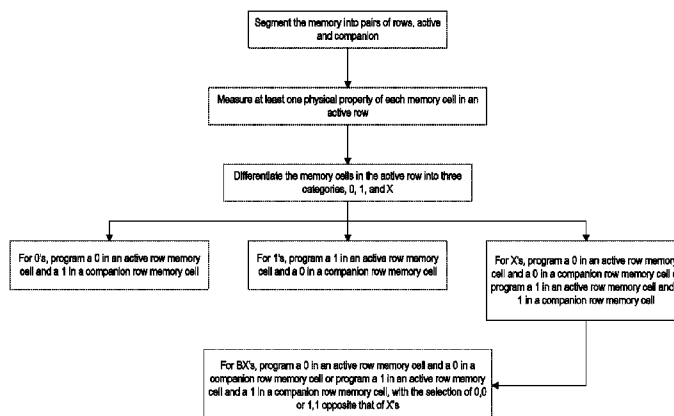 Segment the memory into pairs of rows, active
and companion
Measure at least one physical property of each memory cell in an
active row
Differentiate the memory cells in the active row into three
categories, 0, 1, and X
For 0's, program a 0 in an active row memory
cell and a 1 in a companion row memory cell
For 1's, program a 1 in an active row memory
cell and a 0 in a companion row memory cell
For X's, program a 0 in an active row memory
cell and a 0 in a companion row memory cell
program a 1 in an active row memory cell and
1 in a companion row memory cell
For BX's, program a 0 in an active row memory cell and a 0 in a
companion row memory cell or program a 1 in an active row memory
cell and a 1 in a companion row memory cell, with the selection of 0,0
or 1,1 opposite that of X's